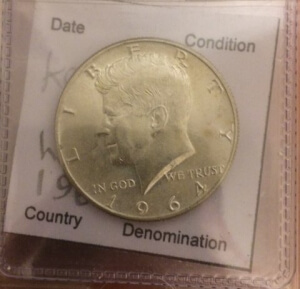 Date
Condition
LIBERTY
IN GOD WE TRUST
1964
Country
Denomination